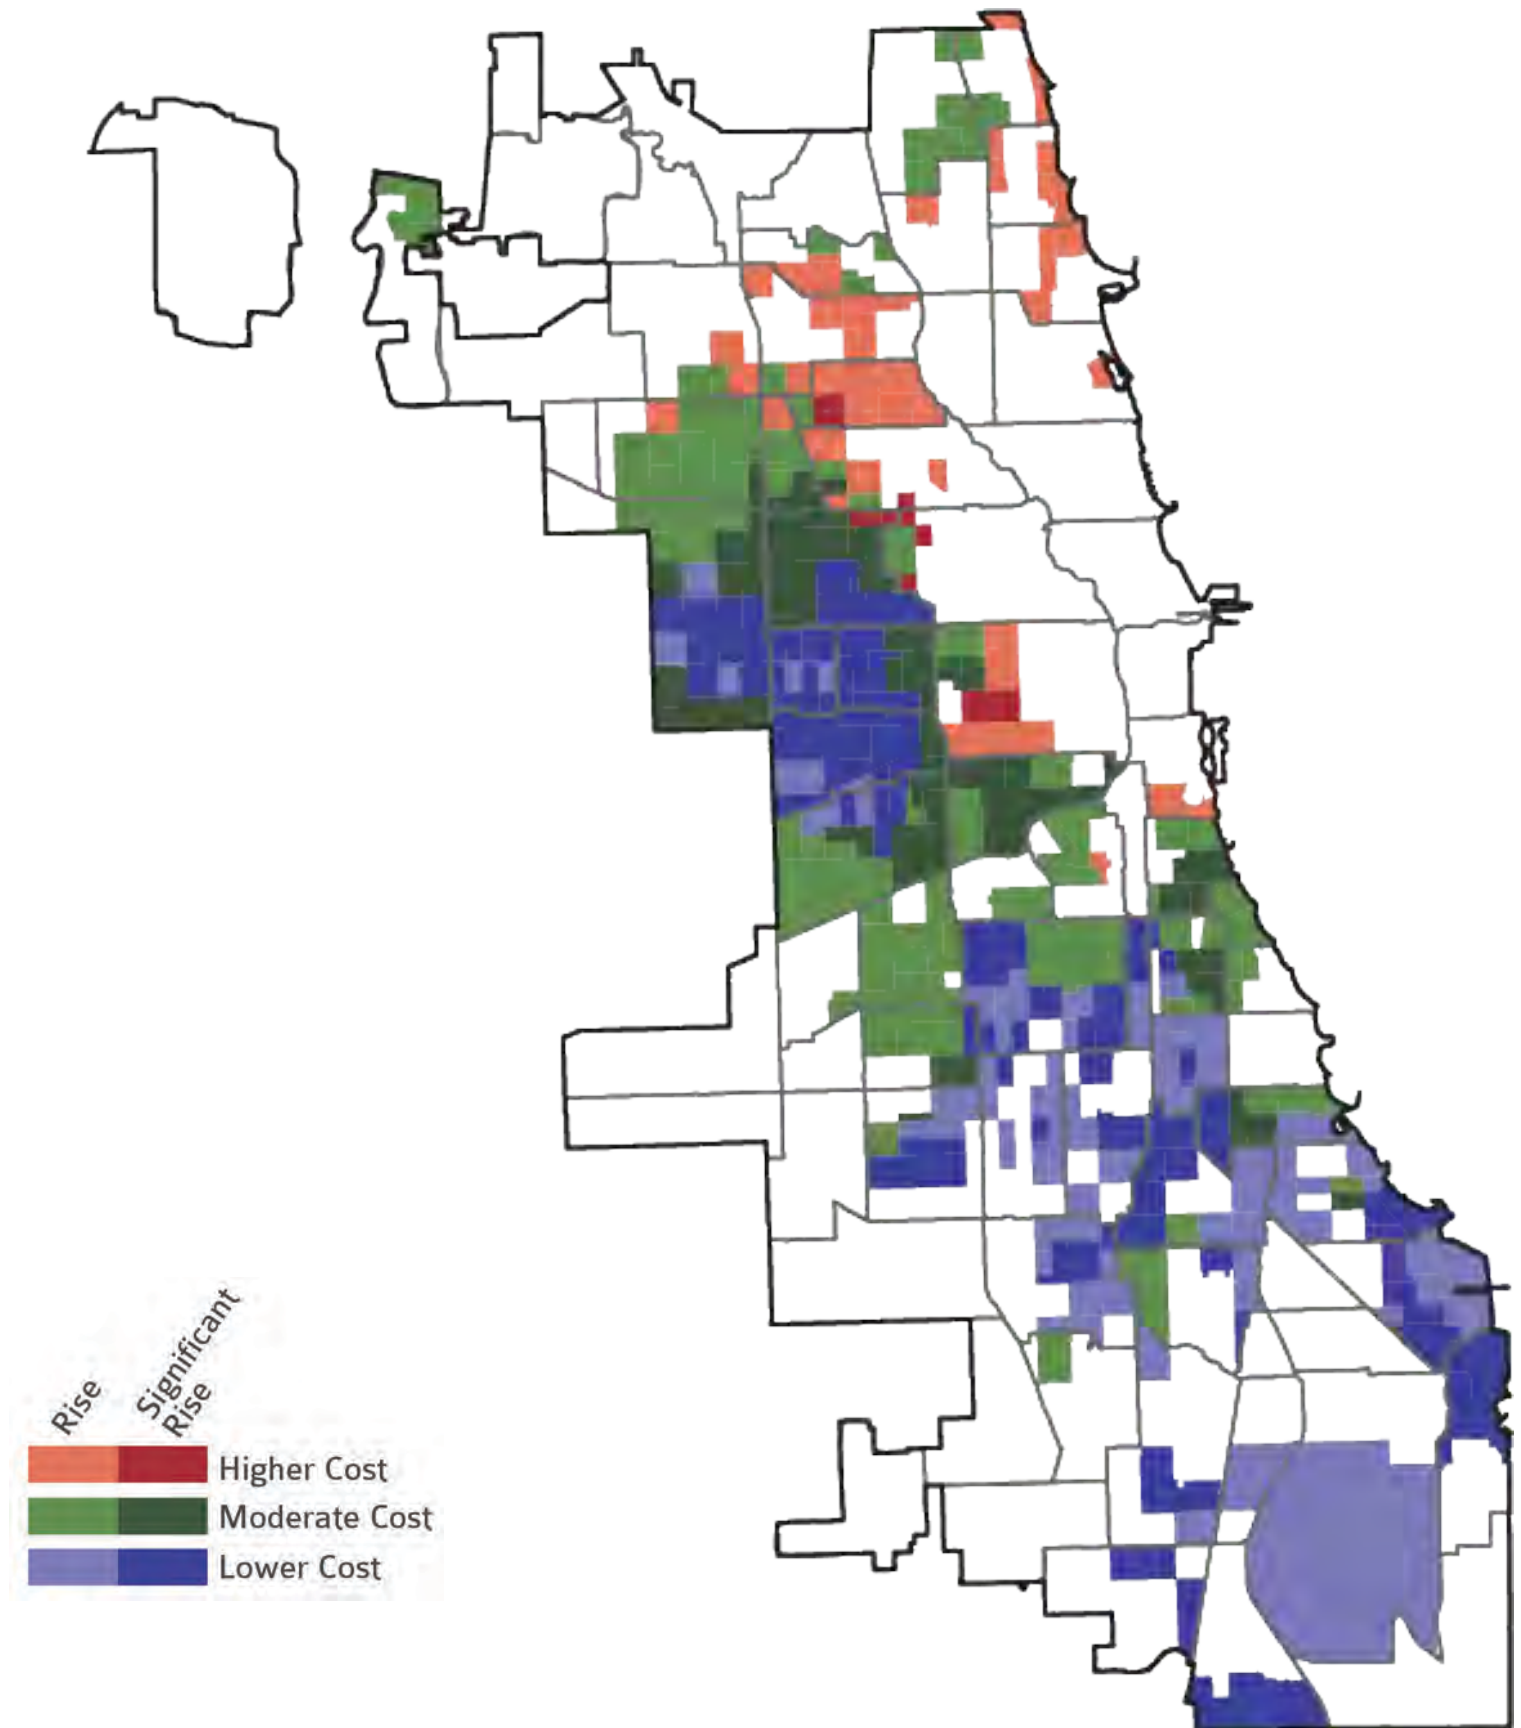 Rise
Significant
Rise
Higher Cost
Moderate Cost
Lower Cost